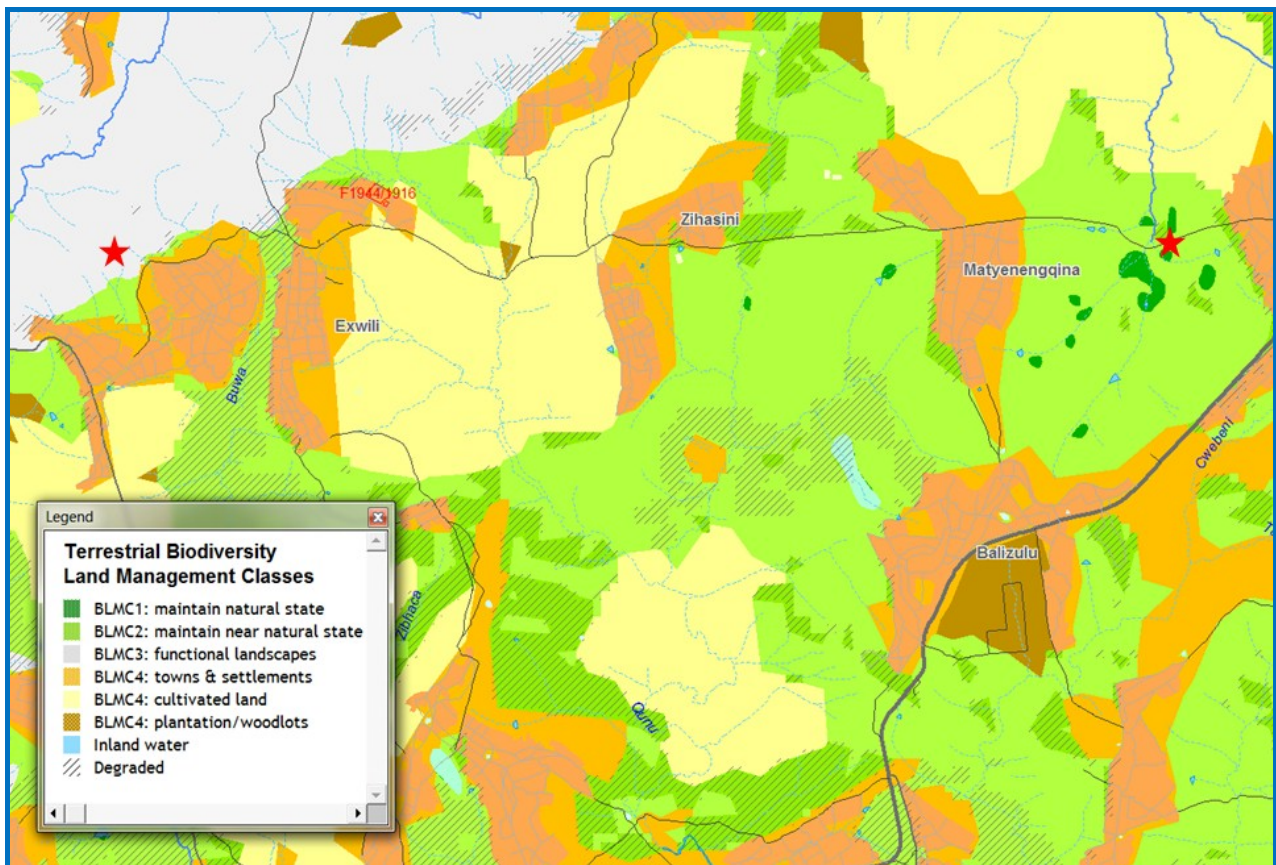 F1944/1916
Zihasini
Matyenengqina
Exwili
Buwa
Cwebeni
Balizulu
Zibhaca
Qunu
Legend
Terrestrial Biodiversity
Land Management Classes
BLMC1: maintain natural state
BLMC2: maintain near natural state
BLMC3: functional landscapes
BLMC4: towns & settlements
BLMC4: cultivated land
BLMC4: plantation/woodlots
Inland water
Degraded